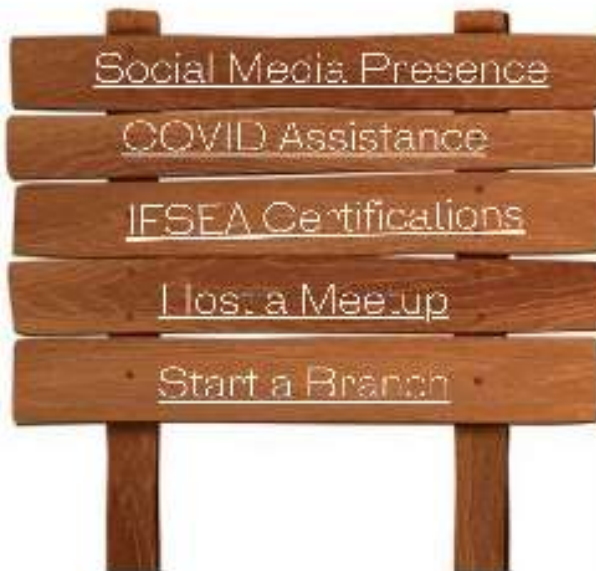 Social Media Presence
COVID Assistance
IFSEA Certifications
Host a Meetup
Start a Branch